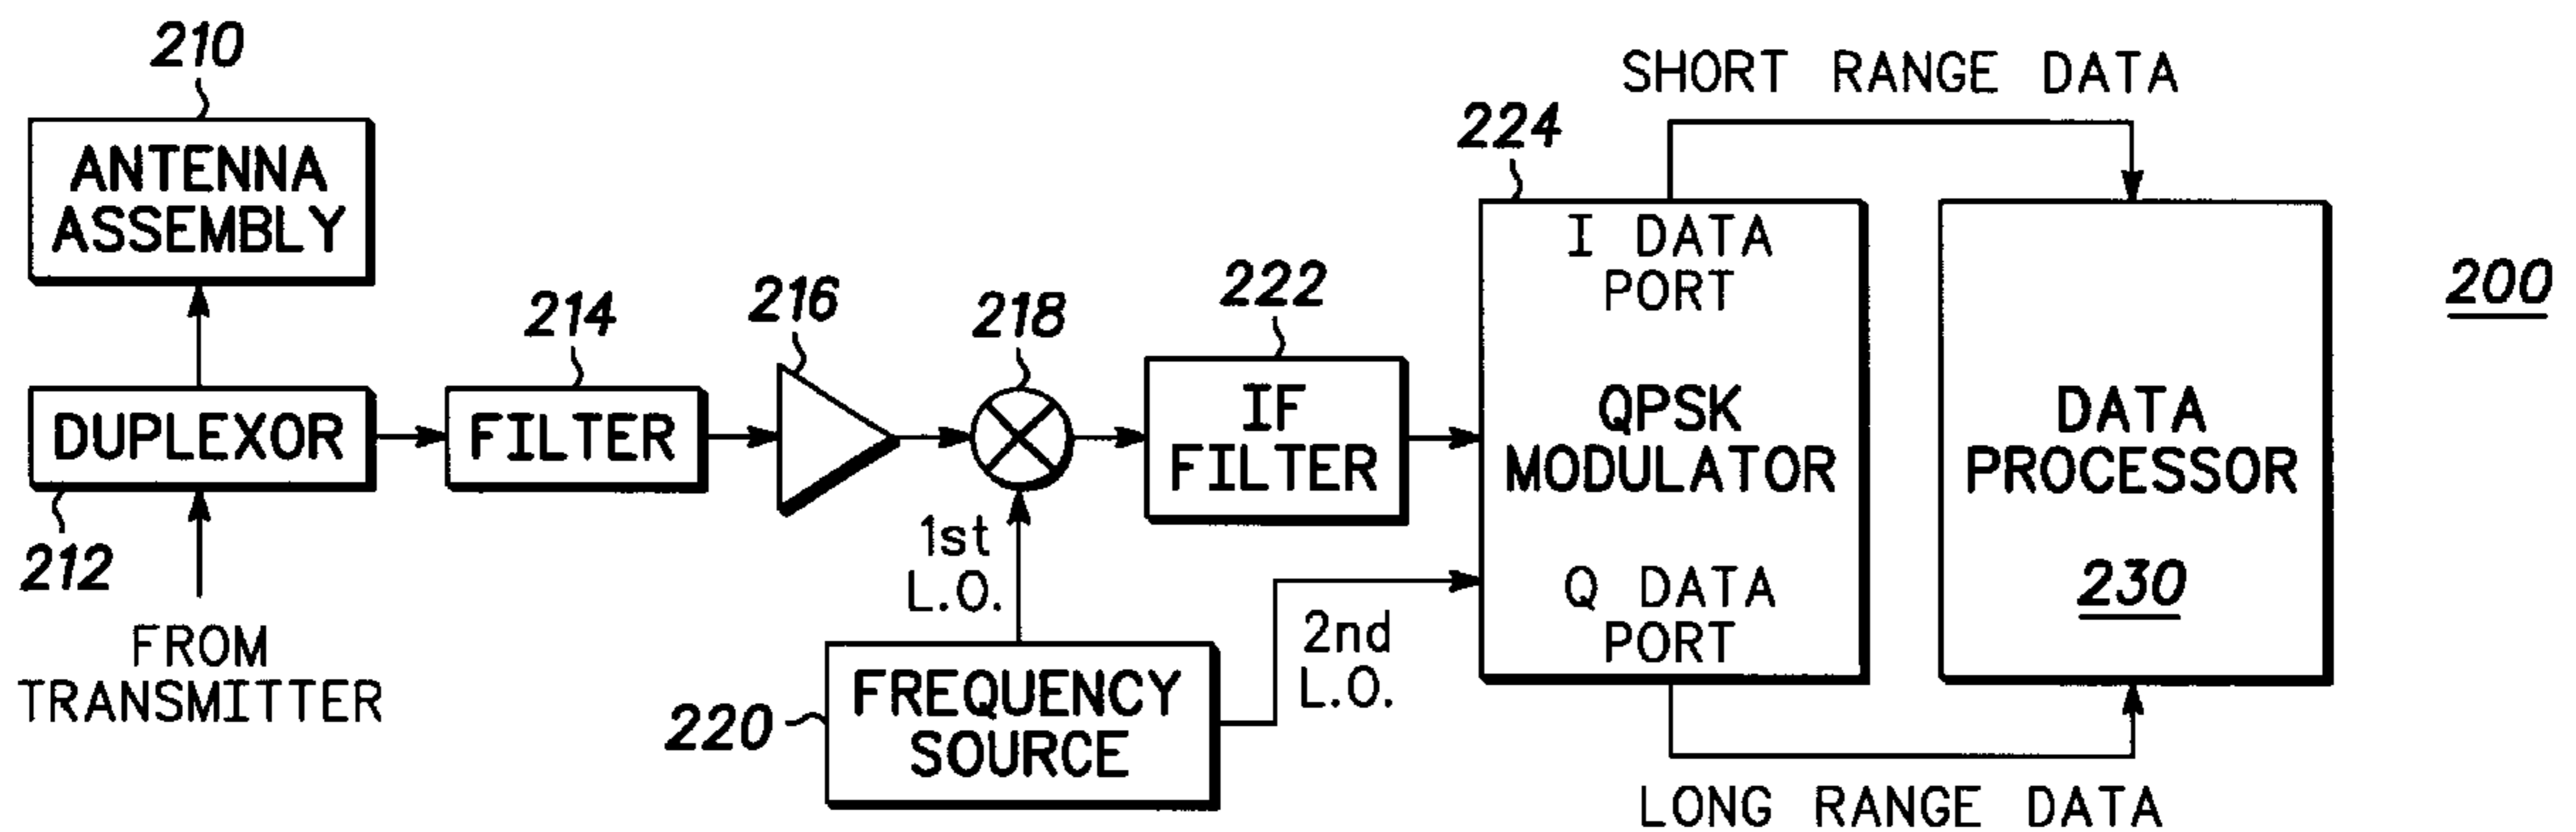 210
ANTENNA
ASSEMBLY
DUPLEXOR
212
FROM
TRANSMITTER
214
FILTER
216
218
1st
L.O.
220
FREQUENCY
SOURCE
2nd
L.O.
222
IF
FILTER
224
I DATA
PORT
QPSK
MODULATOR
Q DATA
PORT
SHORT RANGE DATA
LONG RANGE DATA
DATA
PROCESSOR
230
200